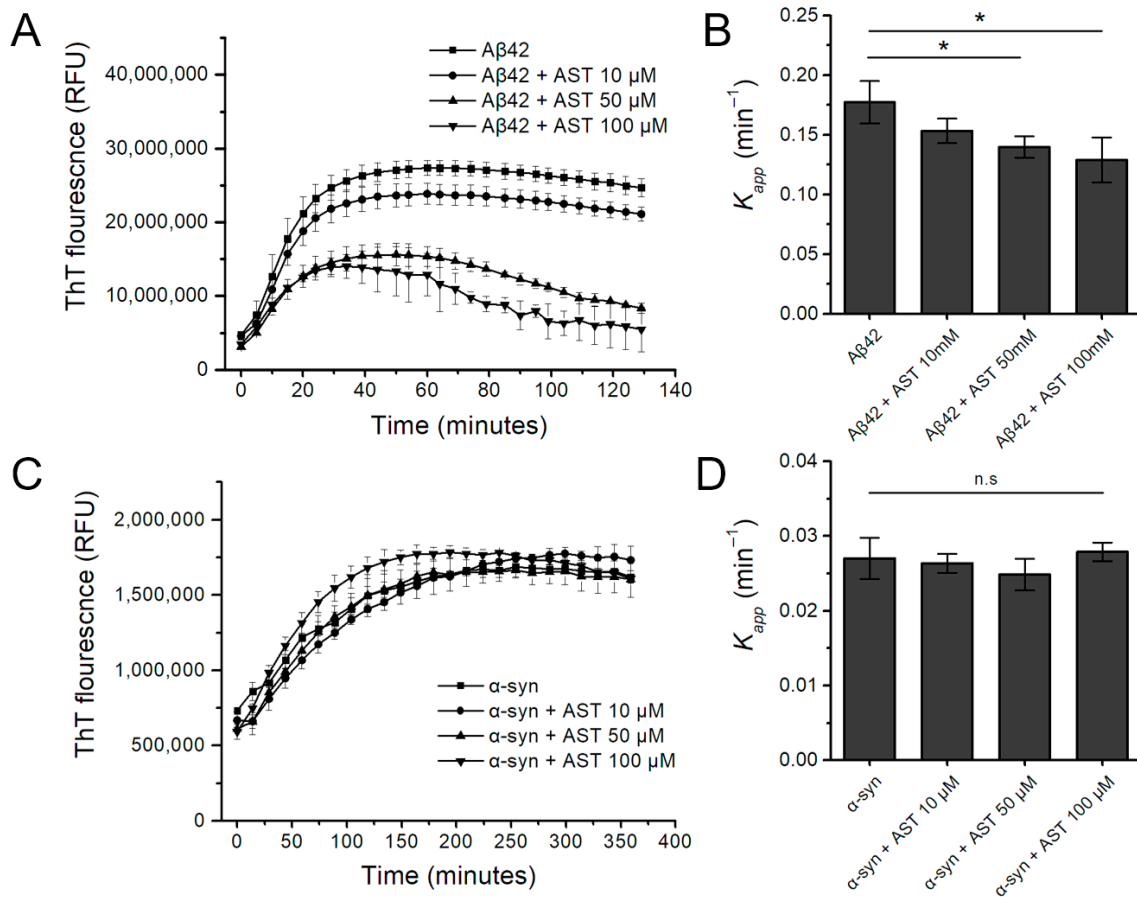 A
ThT flourescnce (RFU)
40,000,000
30,000,000
20,000,000
10,000,000
0
Aβ42
Aβ42 + AST 10 μM
Aβ42 + AST 50 μM
Aβ42 + AST 100 μM
0 20 40 60 80 100 120 140
Time (minutes)
B
Kapp (min⁻¹)
0.25
0.20
0.15
0.10
0.05
0.00
*
*
Aβ42
Aβ42 + AST 10mM
Aβ42 + AST 50mM
Aβ42 + AST 100mM
C
ThT flourescnce (RFU)
2,000,000
1,500,000
1,000,000
500,000
0
α-syn
α-syn + AST 10 μM
α-syn + AST 50 μM
α-syn + AST 100 μM
0 50 100 150 200 250 300 350 400
Time (minutes)
D
Kapp (min⁻¹)
0.04
0.03
0.02
0.01
0.00
n.s
α-syn
α-syn + AST 10 μM
α-syn + AST 50 μM
α-syn + AST 100 μM